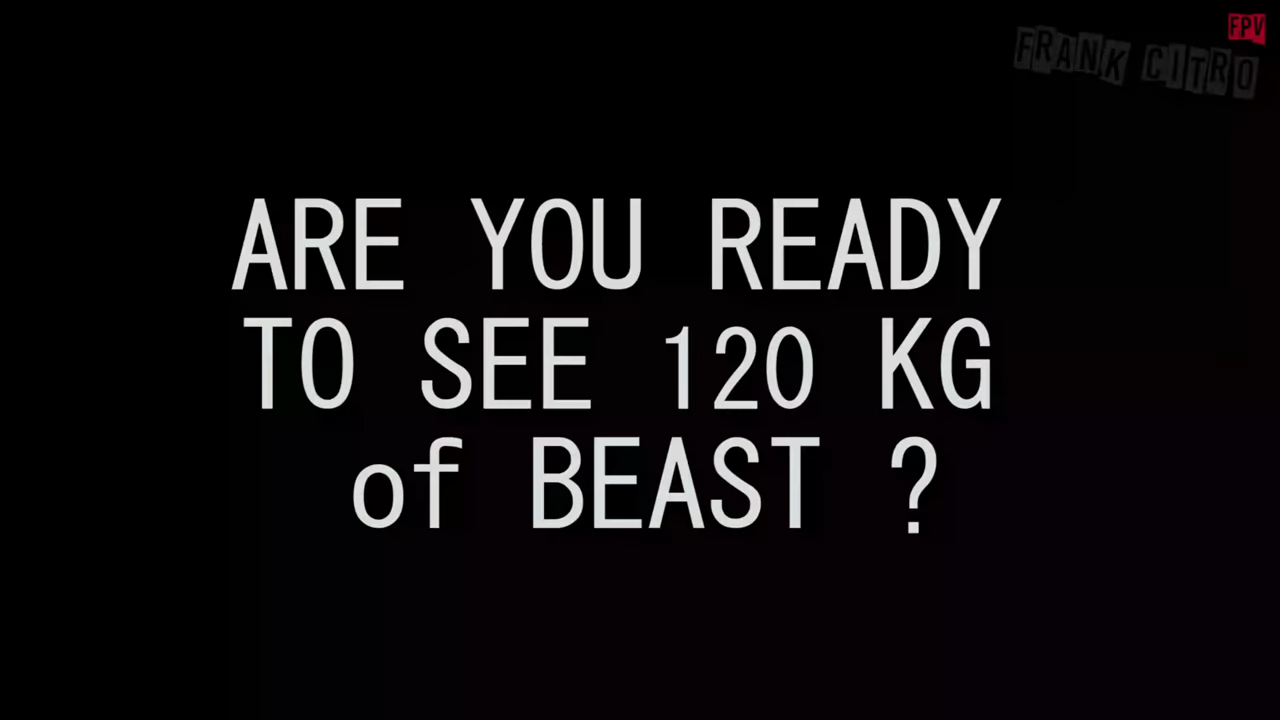 FPV
FRANK CITRO
ARE YOU READY
TO SEE 120 KG
of BEAST ?